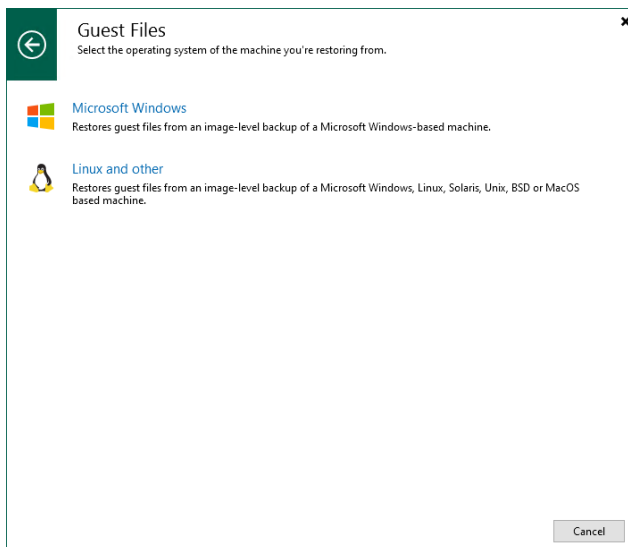 Guest Files
Select the operating system of the machine you're restoring from.
Microsoft Windows
Restores guest files from an image-level backup of a Microsoft Windows-based machine.
Linux and other
Restores guest files from an image-level backup of a Microsoft Windows, Linux, Solaris, Unix, BSD or MacOS
based machine.
Cancel